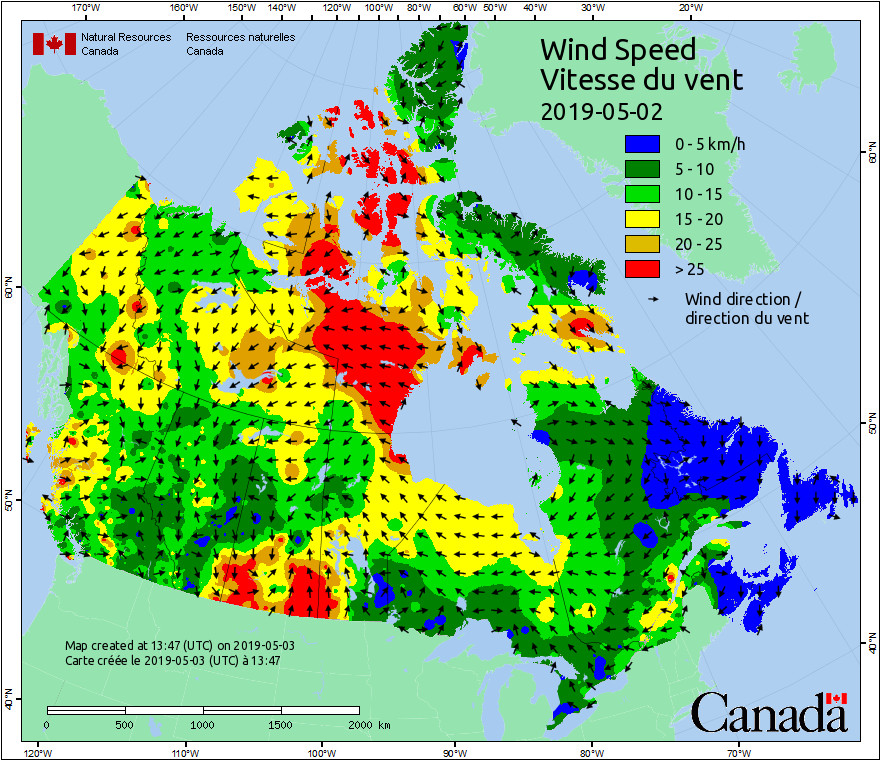 170°W 160°W 150°W 140°W 120°W 100°W 80°W 60°W 50°W 40°W 30°W 20°W
Natural Resources Canada
Ressources naturelles Canada
Wind Speed
Vitesse du vent
2019-05-02
0 - 5 km/h
5 - 10
10 - 15
15 - 20
20 - 25
> 25
Wind direction /
direction du vent
60°N
60°N
50°N
50°N
40°N
40°N
Map created at 13:47 (UTC) on 2019-05-03
Carte créée le 2019-05-03 (UTC) à 13:47
0 500 1000 1500 2000 km
Canada
120°W 110°W 100°W 90°W 80°W 70°W